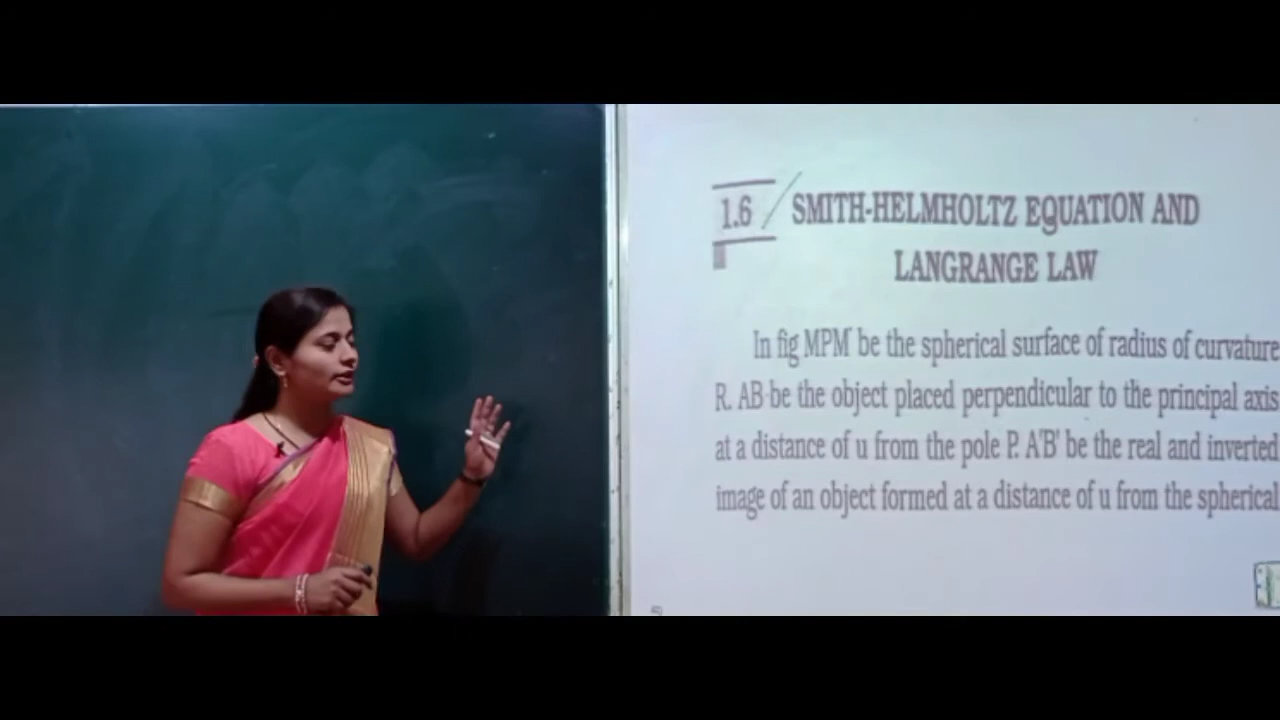 1.6 SMITH-HELMHOLTZ EQUATION AND
LANGRANGE LAW
In fig MPM' be the spherical surface of radius of curvature
R. AB be the object placed perpendicular to the principal axis
at a distance of u from the pole P. A'B' be the real and inverted
image of an object formed at a distance of u from the spherical